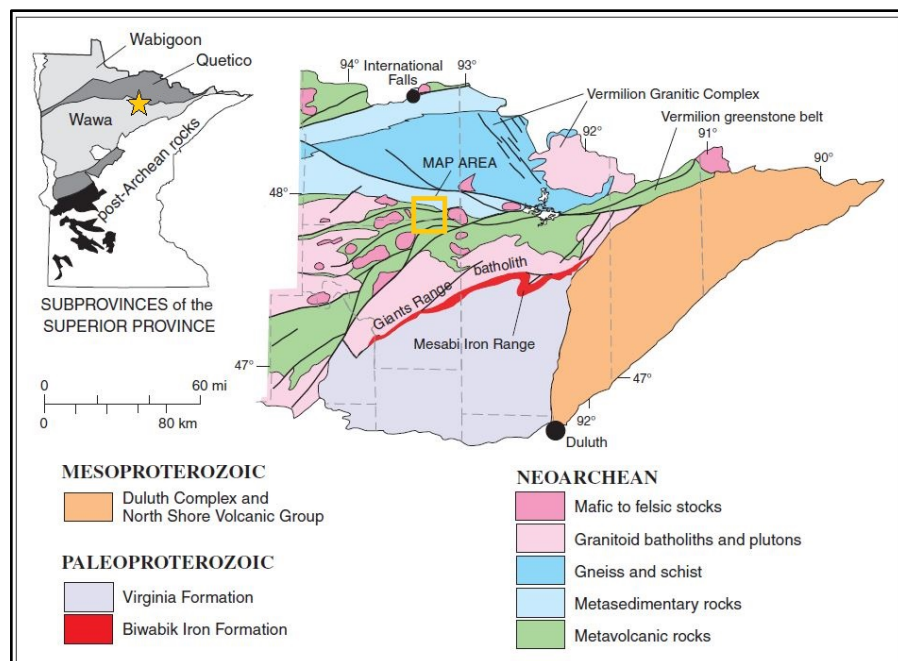 Wabigoon
Quetico
Wawa
post-Archean rocks
SUBPROVINCES of the
SUPERIOR PROVINCE
0 60 mi
0 80 km
94°
International
Falls
93°
Vermilion Granitic Complex
92°
Vermilion greenstone belt
91°
90°
MAP AREA
48°
Giants Range batholith
Mesabi Iron Range
47°
47°
92°
Duluth
MESOPROTEROZOIC
Duluth Complex and
North Shore Volcanic Group
PALEOPROTEROZOIC
Virginia Formation
Biwabik Iron Formation
NEOARCHEAN
Mafic to felsic stocks
Granitoid batholiths and plutons
Gneiss and schist
Metasedimentary rocks
Metavolcanic rocks